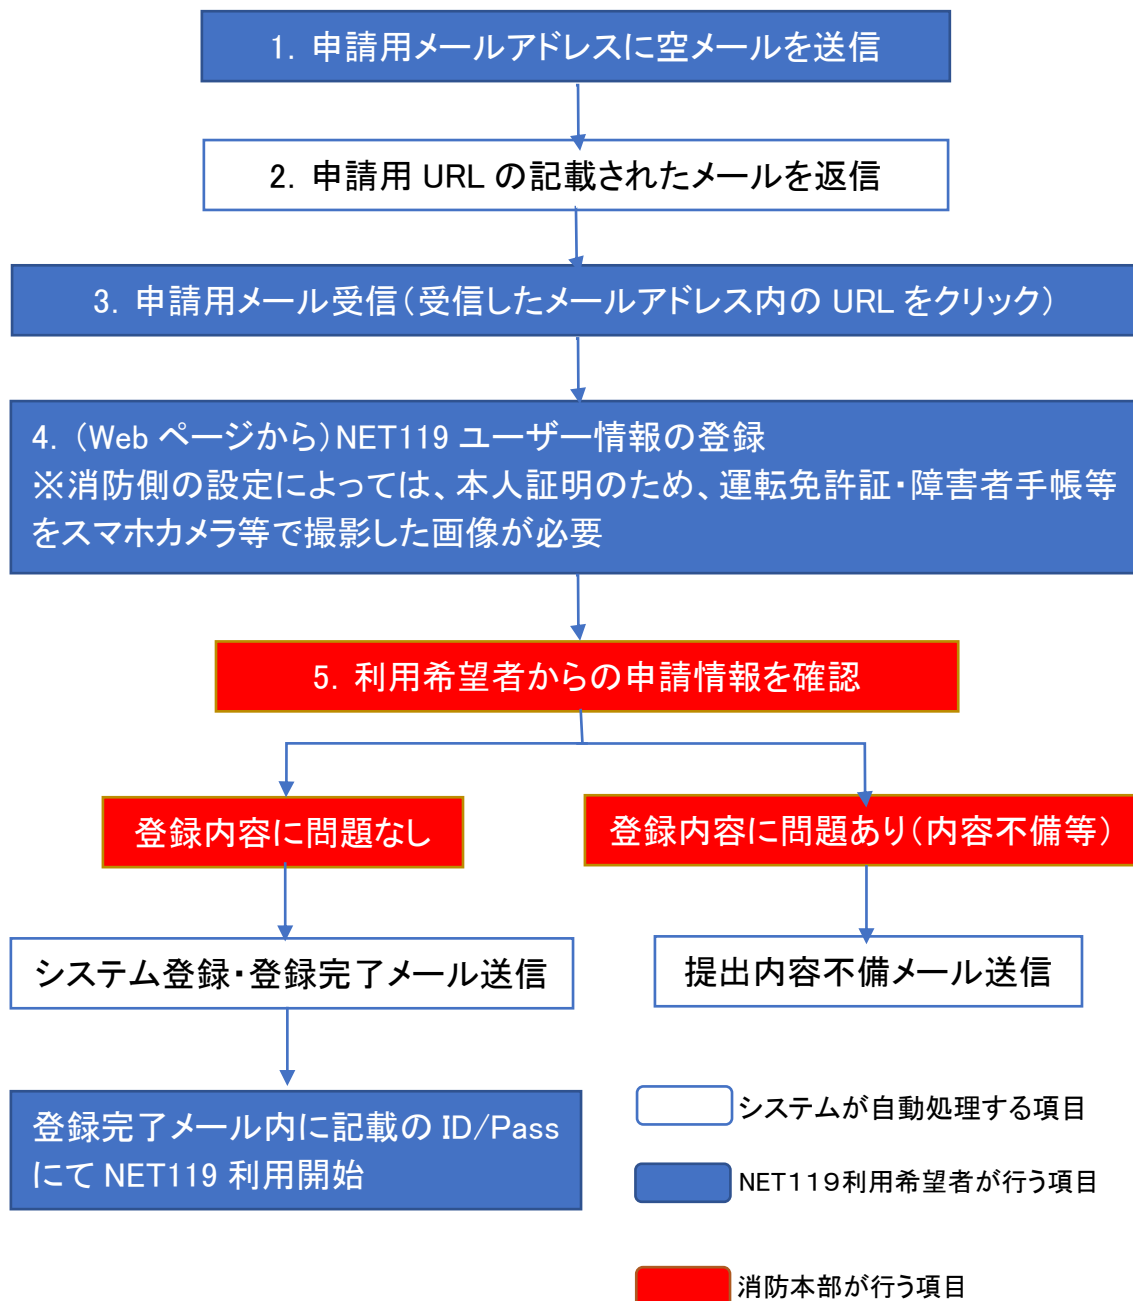 1. 申請用メールアドレスに空メールを送信
2. 申請用 URL の記載されたメールを返信
3. 申請用メール受信(受信したメールアドレス内の URL をクリック)
4. (Web ページから)NET119 ユーザー情報の登録
※消防側の設定によっては、本人証明のため、運転免許証・障害者手帳等
をスマホカメラ等で撮影した画像が必要
5. 利用希望者からの申請情報を確認
登録内容に問題なし
登録内容に問題あり(内容不備等)
システム登録・登録完了メール送信
提出内容不備メール送信
登録完了メール内に記載の ID/Pass
にて NET119 利用開始
システムが自動処理する項目
NET119利用希望者が行う項目
消防本部が行う項目